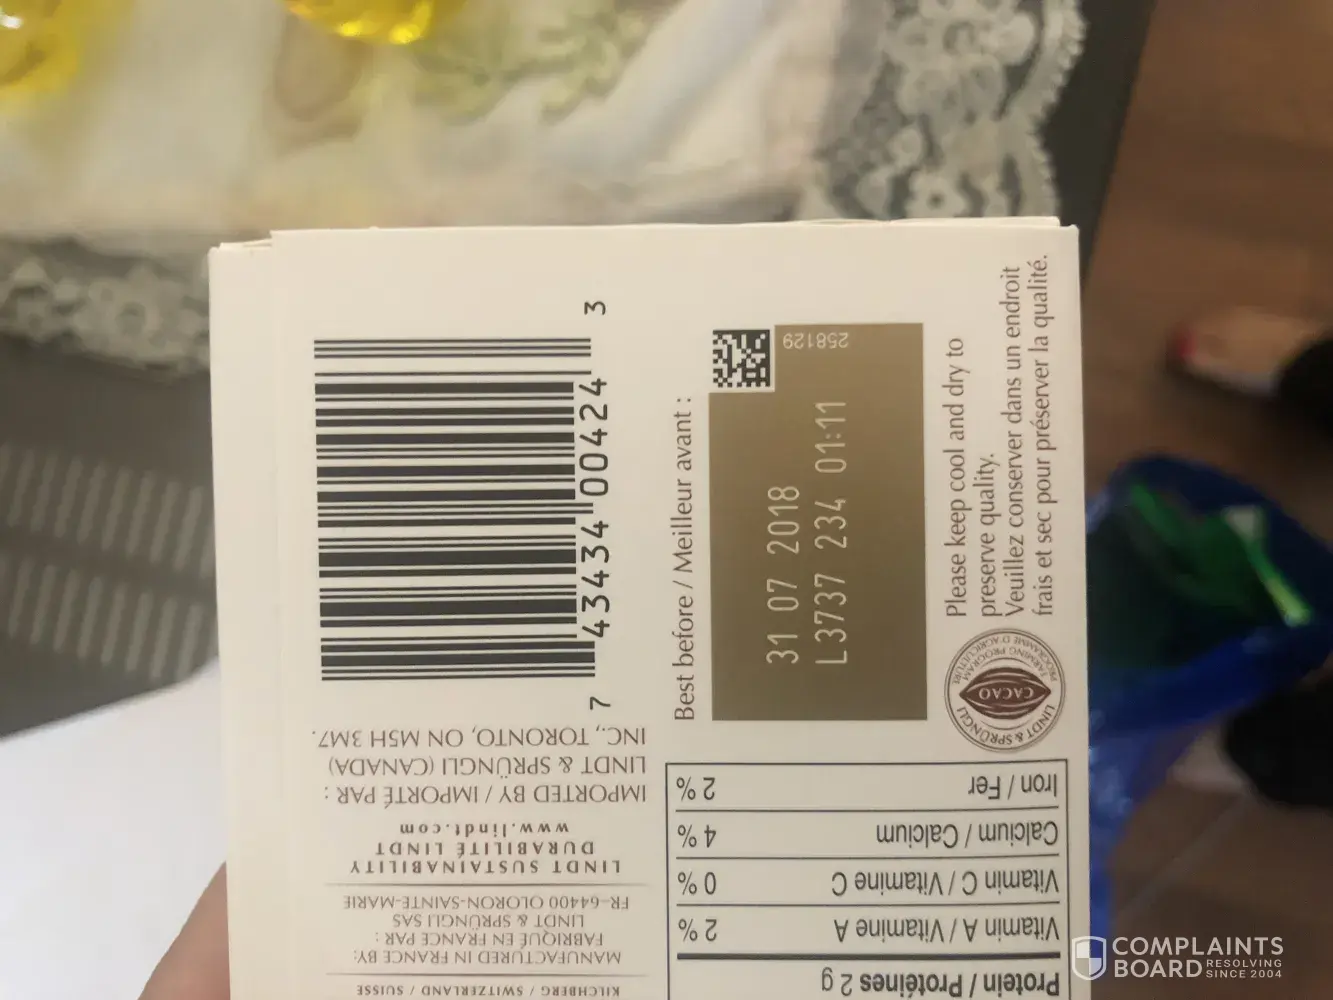 7 43434 00424 3
Best before / Meilleur avant :
258129
31 07 2018
L3737 234 01:11
Please keep cool and dry to
preserve quality.
Veuillez conserver dans un endroit
frais et sec pour préserver la qualité.
LINDT & SPRÜNGLI
CACAO
FARMING PROGRAM
PROGRAMME D'AGRICULTURE
Protein / Protéines 2 g
Vitamin A / Vitamine A 2 %
Vitamin C / Vitamine C 0 %
Calcium / Calcium 4 %
Iron / Fer 2 %
KILCHBERG / SWITZERLAND / SUISSE
MANUFACTURED IN FRANCE BY:
FABRIQUÉ EN FRANCE PAR :
LINDT & SPRÜNGLI SAS
FR-64400 OLORON-SAINTE-MARIE
LINDT SUSTAINABILITY
DURABILITÉ LINDT
www.lindt.com
IMPORTED BY / IMPORTÉ PAR :
LINDT & SPRÜNGLI (CANADA)
INC., TORONTO, ON M5H 3M7.
COMPLAINTS
BOARD RESOLVING
SINCE 2004